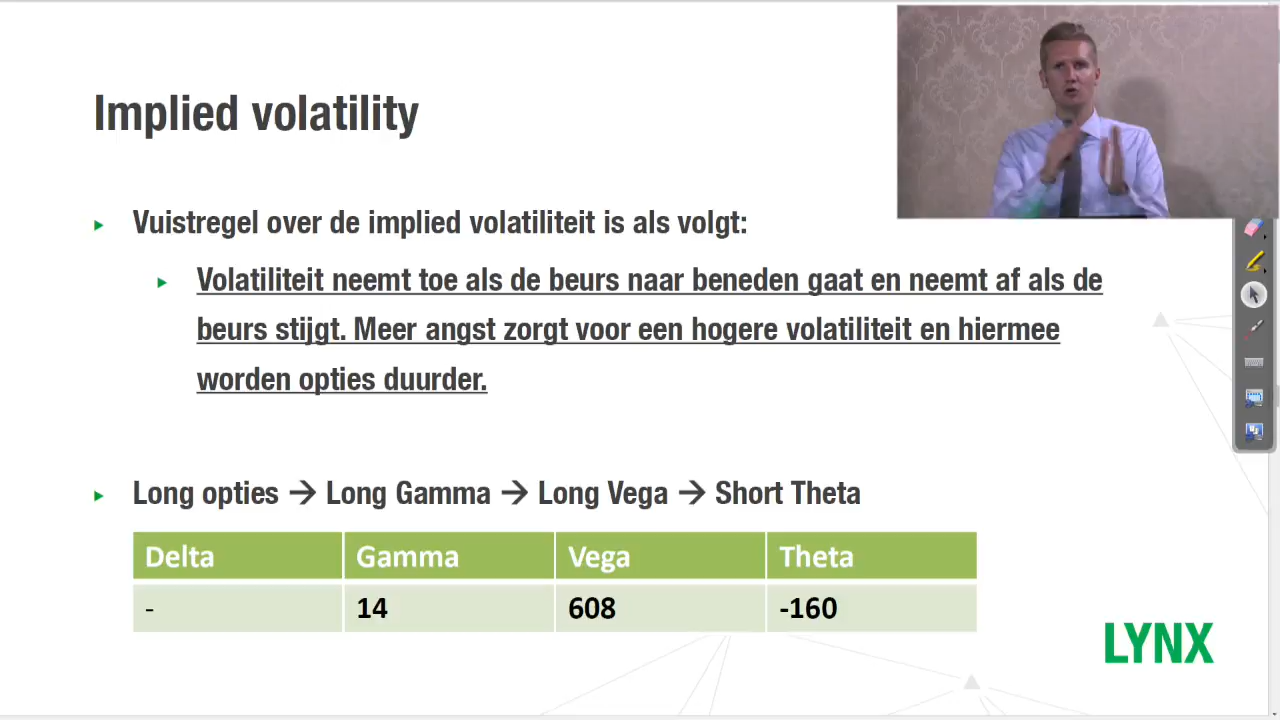 Implied volatility
Vuistregel over de implied volatiliteit is als volgt:
Volatiliteit neemt toe als de beurs naar beneden gaat en neemt af als de
beurs stijgt. Meer angst zorgt voor een hogere volatiliteit en hiermee
worden opties duurder.
Long opties → Long Gamma → Long Vega → Short Theta
Delta Gamma Vega Theta
- 14 608 -160
LYNX